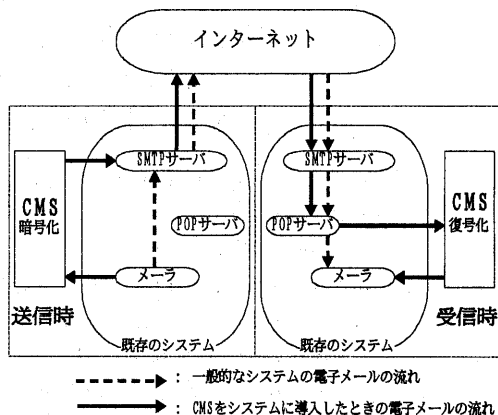 インターネット
SMTPサーバ
CMS
暗号化
POPサーバ
メーラ
送信時
既存のシステム
SMTPサーバ
CMS
復号化
POPサーバ
メーラ
受信時
既存のシステム
： 一般的なシステムの電子メールの流れ
： CMSをシステムに導入したときの電子メールの流れ